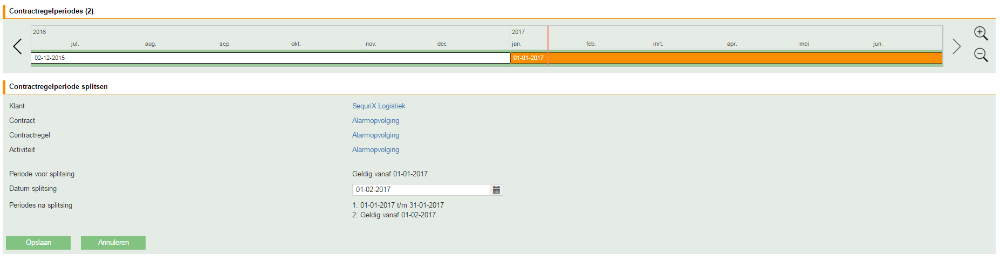 Contractregelperiodes (2)
2016 2017
jul. aug. sep. okt. nov. dec. jan. feb. mrt. apr. mei jun.
02-12-2015 01-01-2017
Contractregelperiode splitsen
Klant SequriX Logistiek
Contract Alarmopvolging
Contractregel Alarmopvolging
Activiteit Alarmopvolging
Periode voor splitsing Geldig vanaf 01-01-2017
Datum splitsing 01-02-2017
Periodes na splitsing 1: 01-01-2017 t/m 31-01-2017
2: Geldig vanaf 01-02-2017
Opslaan Annuleren